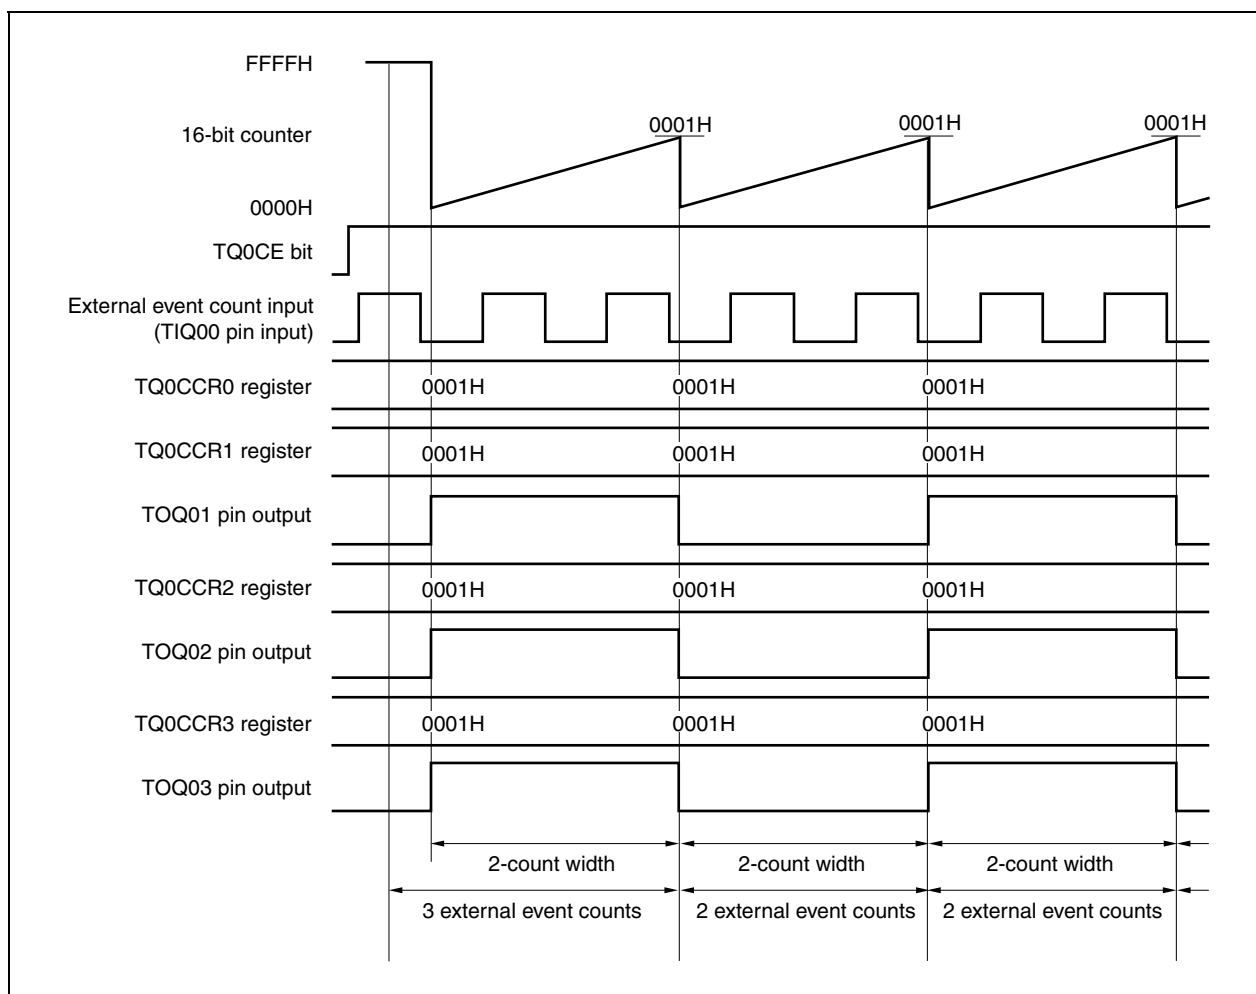 FFFFH
16-bit counter
0001H 0001H 0001H
0000H
TQ0CE bit
External event count input
(TIQ00 pin input)
TQ0CCR0 register 0001H 0001H 0001H
TQ0CCR1 register 0001H 0001H 0001H
TOQ01 pin output
TQ0CCR2 register 0001H 0001H 0001H
TOQ02 pin output
TQ0CCR3 register 0001H 0001H 0001H
TOQ03 pin output
2-count width 2-count width 2-count width
3 external event counts 2 external event counts 2 external event counts